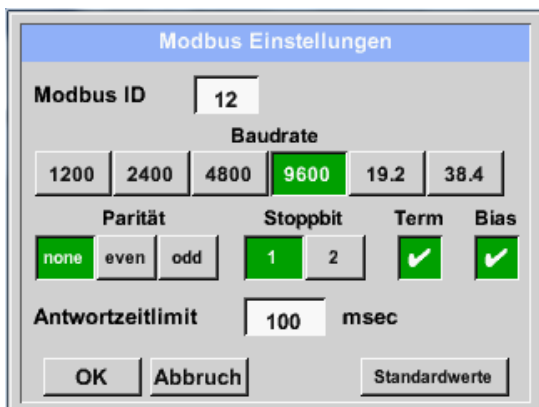 Modbus Einstellungen
Modbus ID 12
Baudrate
1200 2400 4800 9600 19.2 38.4
Parität Stoppbit Term Bias
none even odd 1 2
Antwortzeitlimit 100 msec
OK Abbruch Standardwerte